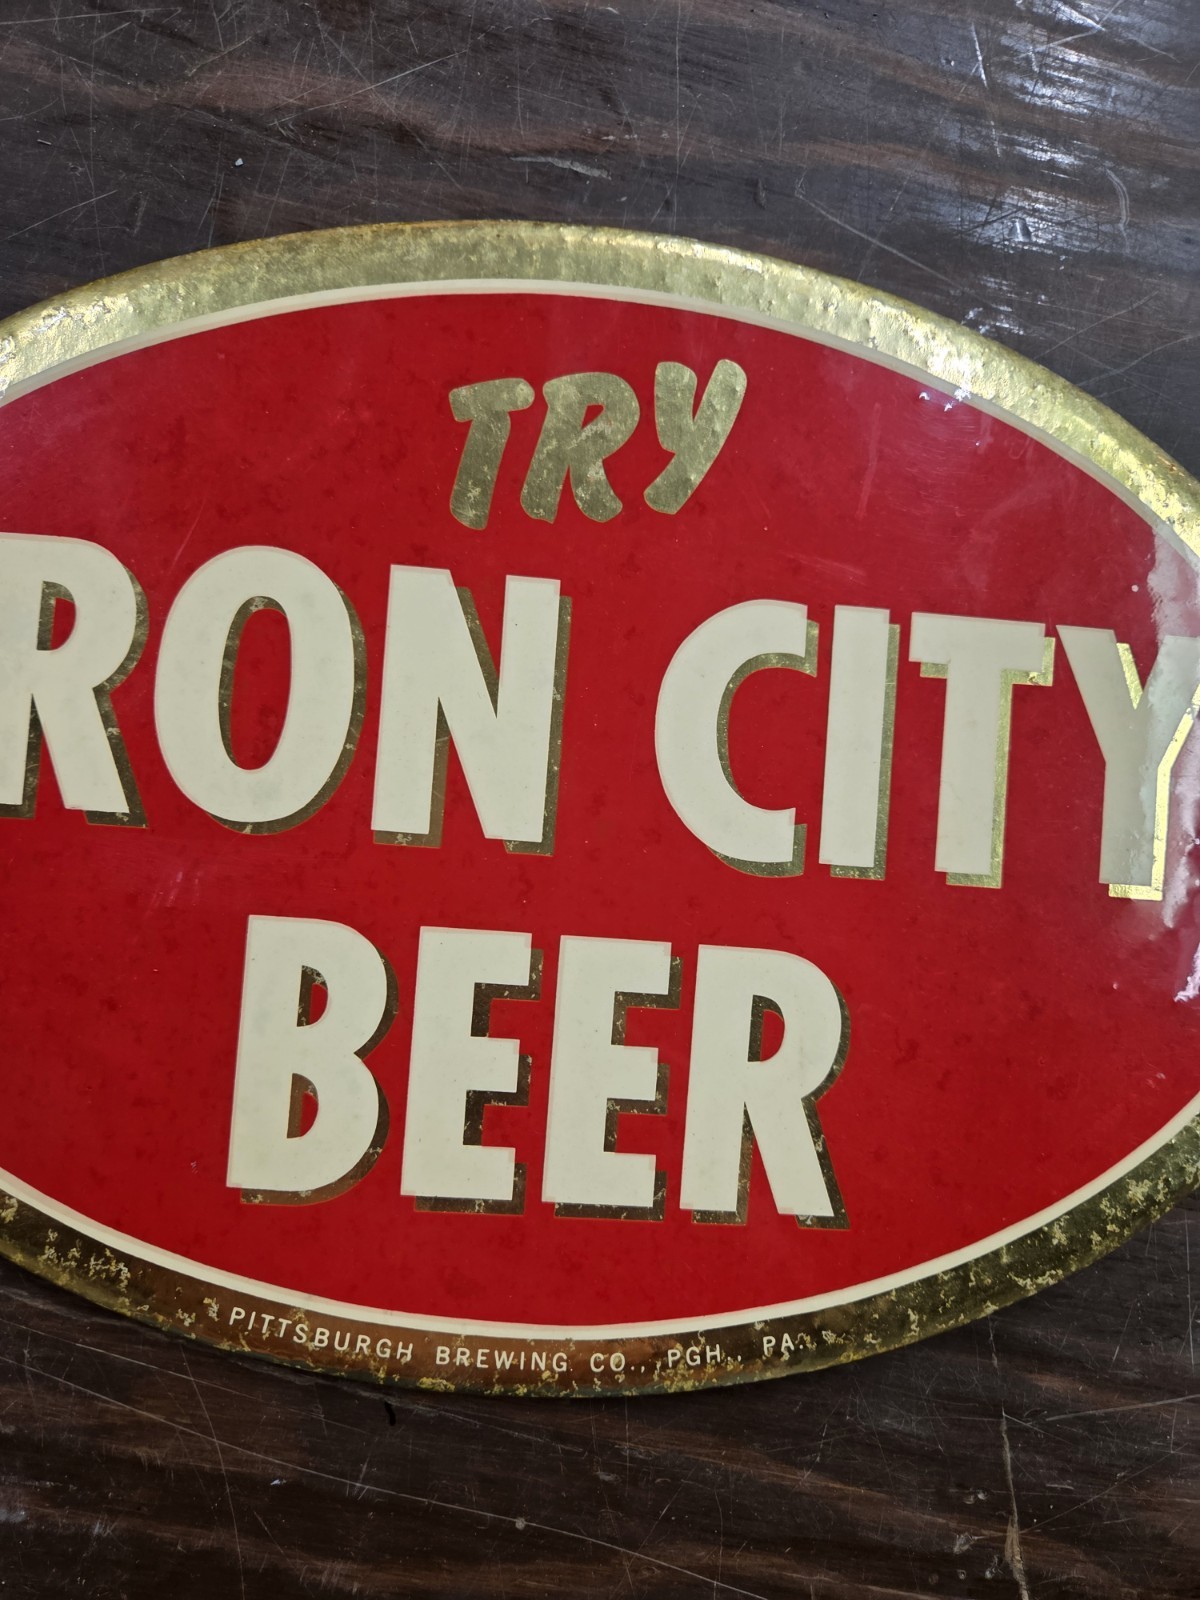 TRY
RON CITY
BEER
PITTSBURGH BREWING CO., PGH., PA.